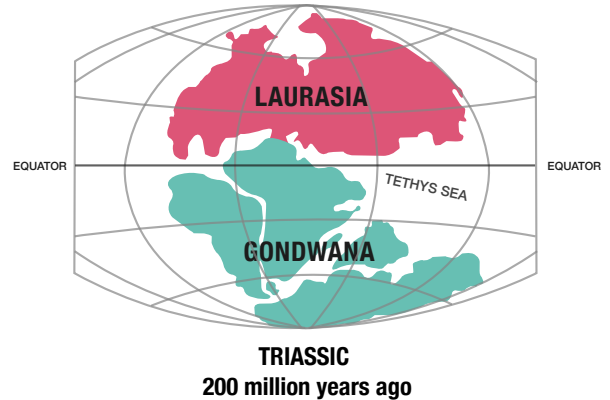 LAURASIA
EQUATOR
EQUATOR
TETHYS SEA
GONDWANA
TRIASSIC
200 million years ago